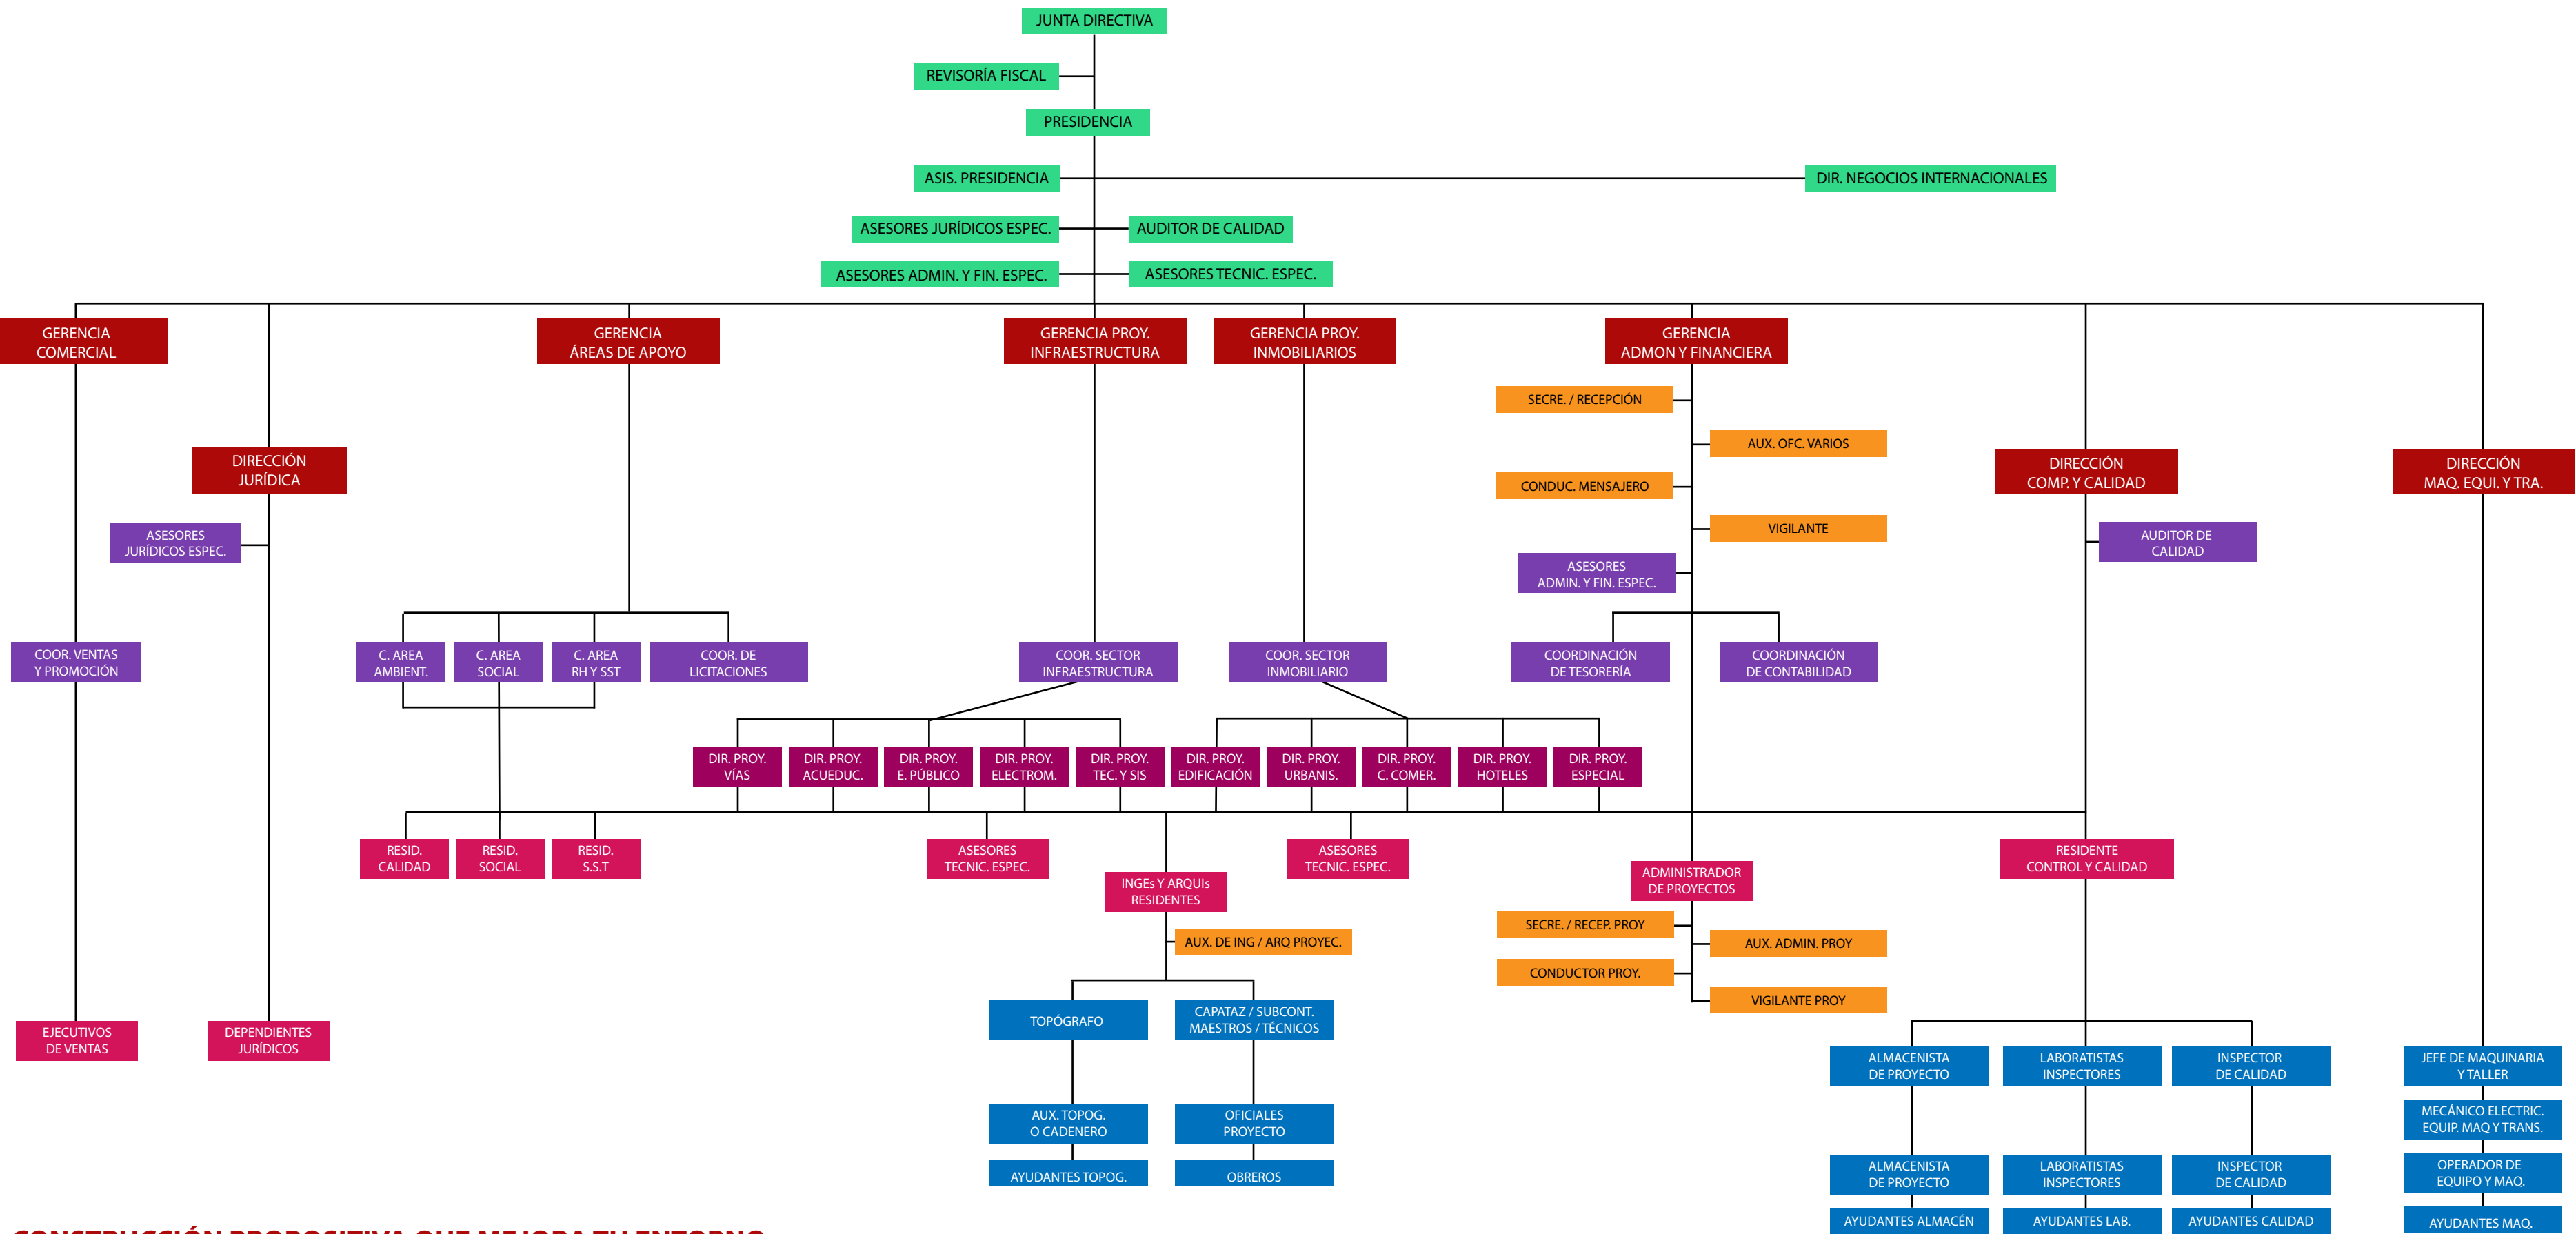 JUNTA DIRECTIVA
REVISORÍA FISCAL
PRESIDENCIA
ASIS. PRESIDENCIA
DIR. NEGOCIOS INTERNACIONALES
ASESORES JURÍDICOS ESPEC.
AUDITOR DE CALIDAD
ASESORES ADMIN. Y FIN. ESPEC.
ASESORES TECNIC. ESPEC.
GERENCIA
COMERCIAL
GERENCIA
ÁREAS DE APOYO
GERENCIA PROY.
INFRAESTRUCTURA
GERENCIA PROY.
INMOBILIARIOS
GERENCIA
ADMON Y FINANCIERA
SECRE. / RECEPCIÓN
AUX. OFC. VARIOS
CONDUC. MENSAJERO
VIGILANTE
DIRECCIÓN
JURÍDICA
DIRECCIÓN
COMP. Y CALIDAD
DIRECCIÓN
MAQ. EQUI. Y TRA.
ASESORES
JURÍDICOS ESPEC.
AUDITOR DE
CALIDAD
ASESORES
ADMIN. Y FIN. ESPEC.
COOR. VENTAS
Y PROMOCIÓN
C. AREA
AMBIENT.
C. AREA
SOCIAL
C. AREA
RH Y SST
COOR. DE
LICITACIONES
COOR. SECTOR
INFRAESTRUCTURA
COOR. SECTOR
INMOBILIARIO
COORDINACIÓN
DE TESORERÍA
COORDINACIÓN
DE CONTABILIDAD
DIR. PROY.
VÍAS
DIR. PROY.
ACUEDUC.
DIR. PROY.
E. PÚBLICO
DIR. PROY.
ELECTROM.
DIR. PROY.
TEC. Y SIS
DIR. PROY.
EDIFICACIÓN
DIR. PROY.
URBANIS.
DIR. PROY.
C. COMER.
DIR. PROY.
HOTELES
DIR. PROY.
ESPECIAL
RESID.
CALIDAD
RESID.
SOCIAL
RESID.
S.S.T
ASESORES
TECNIC. ESPEC.
INGEs Y ARQUIs
RESIDENTES
ASESORES
TECNIC. ESPEC.
ADMINISTRADOR
DE PROYECTOS
RESIDENTE
CONTROL Y CALIDAD
AUX. DE ING / ARQ PROYEC.
SECRE. / RECEP. PROY
AUX. ADMIN. PROY
CONDUCTOR PROY.
VIGILANTE PROY
EJECUTIVOS
DE VENTAS
DEPENDIENTES
JURÍDICOS
TOPÓGRAFO
CAPATAZ / SUBCONT.
MAESTROS / TÉCNICOS
AUX. TOPOG.
O CADENERO
OFICIALES
PROYECTO
AYUDANTES TOPOG.
OBREROS
ALMACENISTA
DE PROYECTO
LABORATISTAS
INSPECTORES
INSPECTOR
DE CALIDAD
JEFE DE MAQUINARIA
Y TALLER
MECÁNICO ELECTRIC.
EQUIP. MAQ Y TRANS.
ALMACENISTA
DE PROYECTO
LABORATISTAS
INSPECTORES
INSPECTOR
DE CALIDAD
OPERADOR DE
EQUIPO Y MAQ.
AYUDANTES ALMACÉN
AYUDANTES LAB.
AYUDANTES CALIDAD
AYUDANTES MAQ.
CONSTRUCCIÓN PROPOSITIVA QUE MEJORA TU ENTORNO